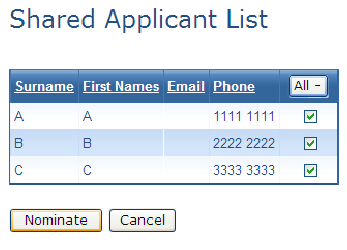 Shared Applicant List
Surname First Names Email Phone All -
A A 1111 1111
B B 2222 2222
C C 3333 3333
Nominate Cancel